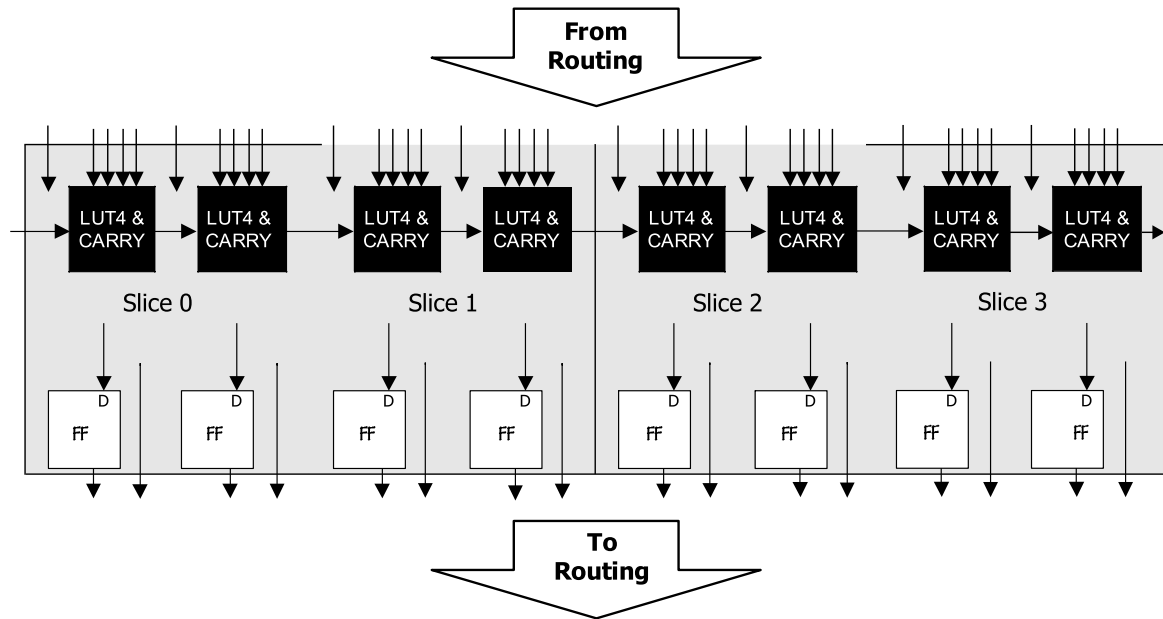 From
Routing
LUT4 &
CARRY
LUT4 &
CARRY
LUT4 &
CARRY
LUT4 &
CARRY
LUT4 &
CARRY
LUT4 &
CARRY
LUT4 &
CARRY
LUT4 &
CARRY
Slice 0
Slice 1
Slice 2
Slice 3
D
FF
D
FF
D
FF
D
FF
D
FF
D
FF
D
FF
D
FF
To
Routing